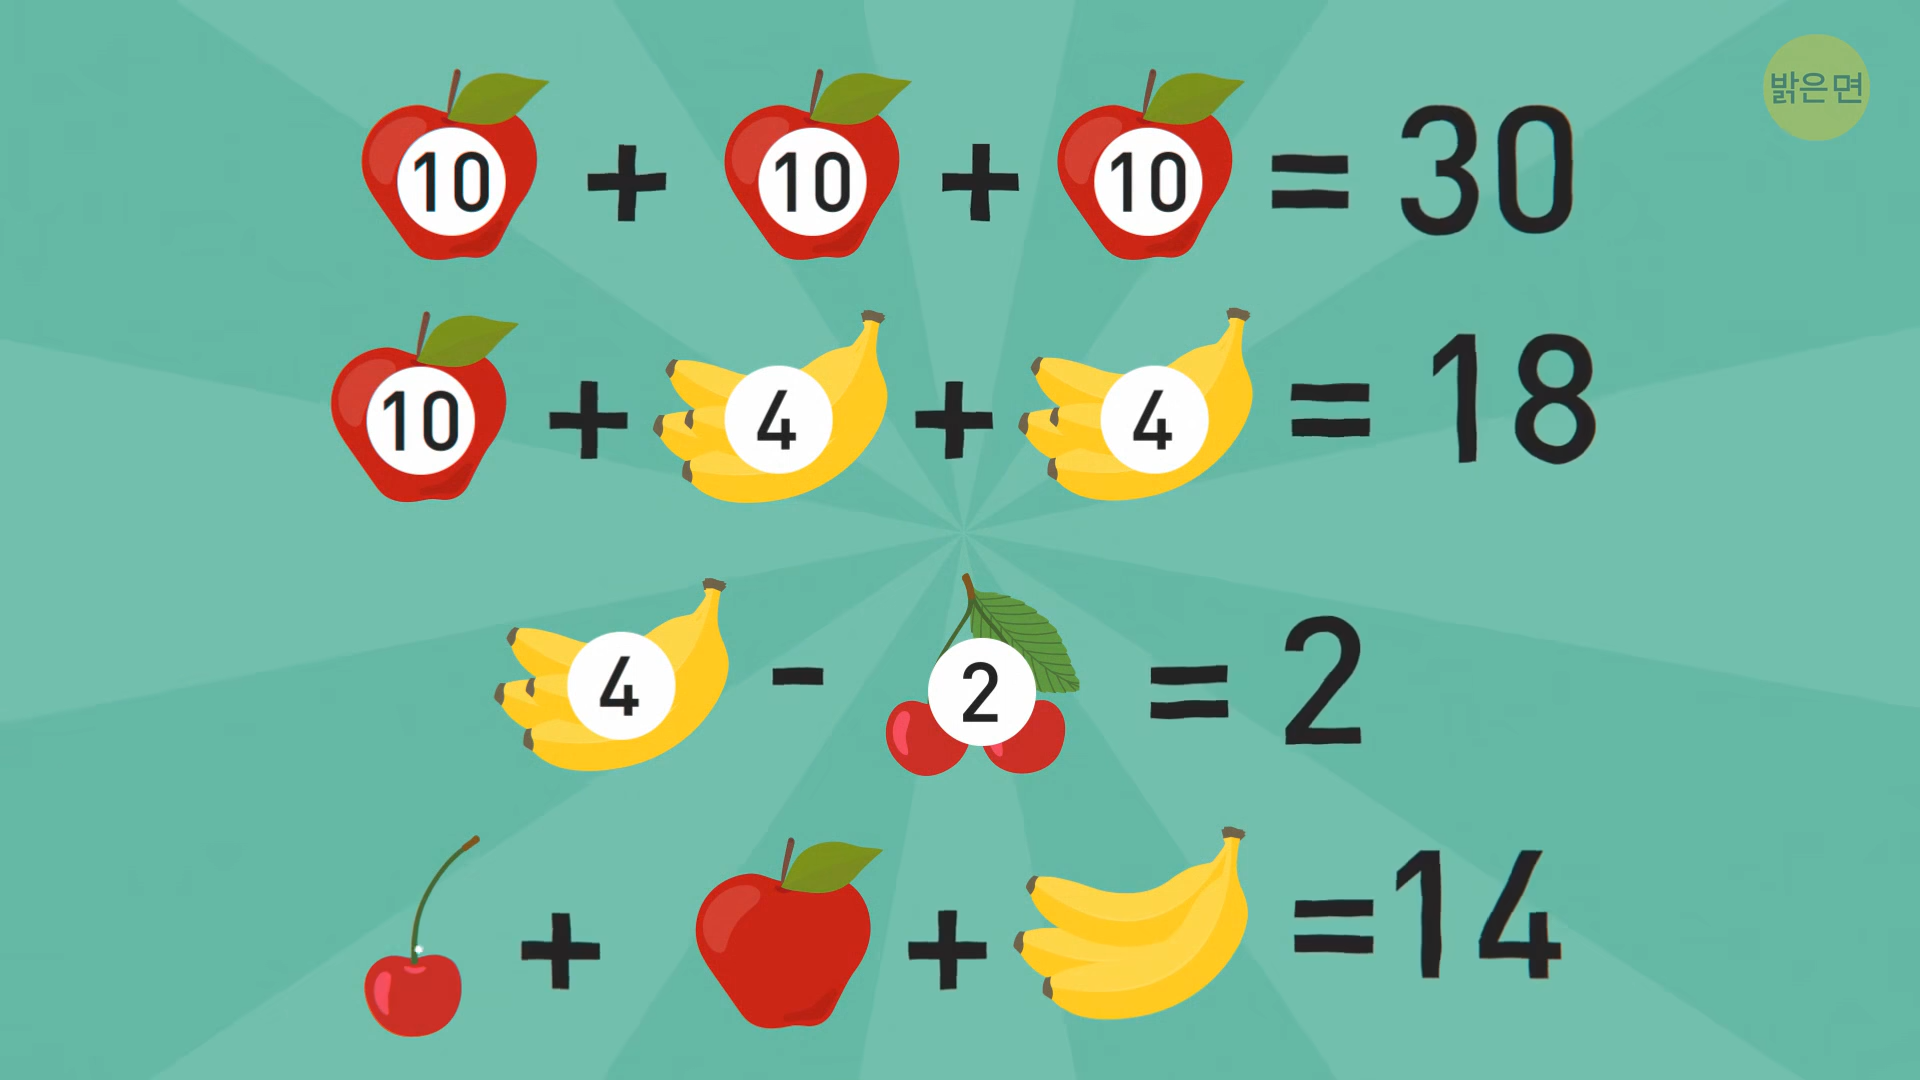 밝은면
10 + 10 + 10 = 30
10 + 4 + 4 = 18
4 - 2 = 2
+ + =14